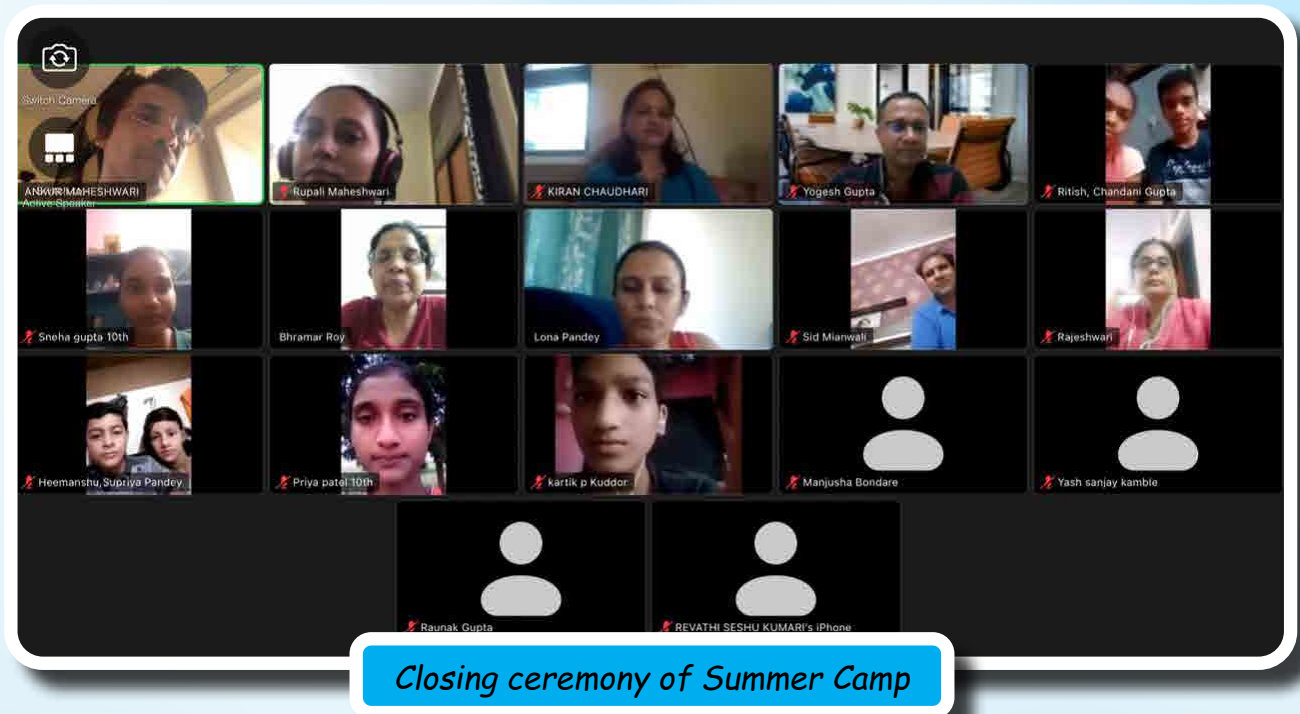 Switch Camera
ANKUR MAHESHWARI
Active Speaker
Rupali Maheshwari
KIRAN CHAUDHARI
Yogesh Gupta
Ritish, Chandani Gupta
Sneha gupta 10th
Bhramar Roy
Lona Pandey
Sid Mianwali
Rajeshwari
Heemanshu,Supriya Pandey
Priya patel 10th
kartik p Kuddor
Manjusha Bondare
Yash sanjay kamble
Raunak Gupta
REVATHI SESHU KUMARI's iPhone
Closing ceremony of Summer Camp